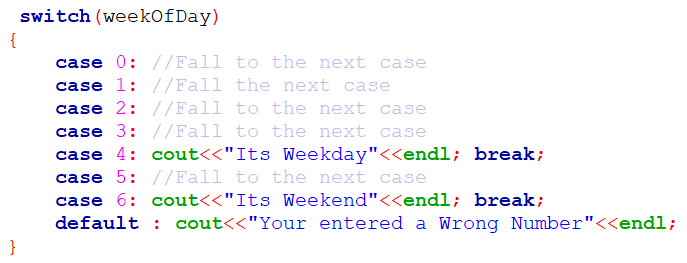 switch(weekOfDay)
{
case 0: //Fall to the next case
case 1: //Fall the next case
case 2: //Fall to the next case
case 3: //Fall to the next case
case 4: cout<<"Its Weekday"<<endl; break;
case 5: //Fall to the next case
case 6: cout<<"Its Weekend"<<endl; break;
default : cout<<"Your entered a Wrong Number"<<endl;
}